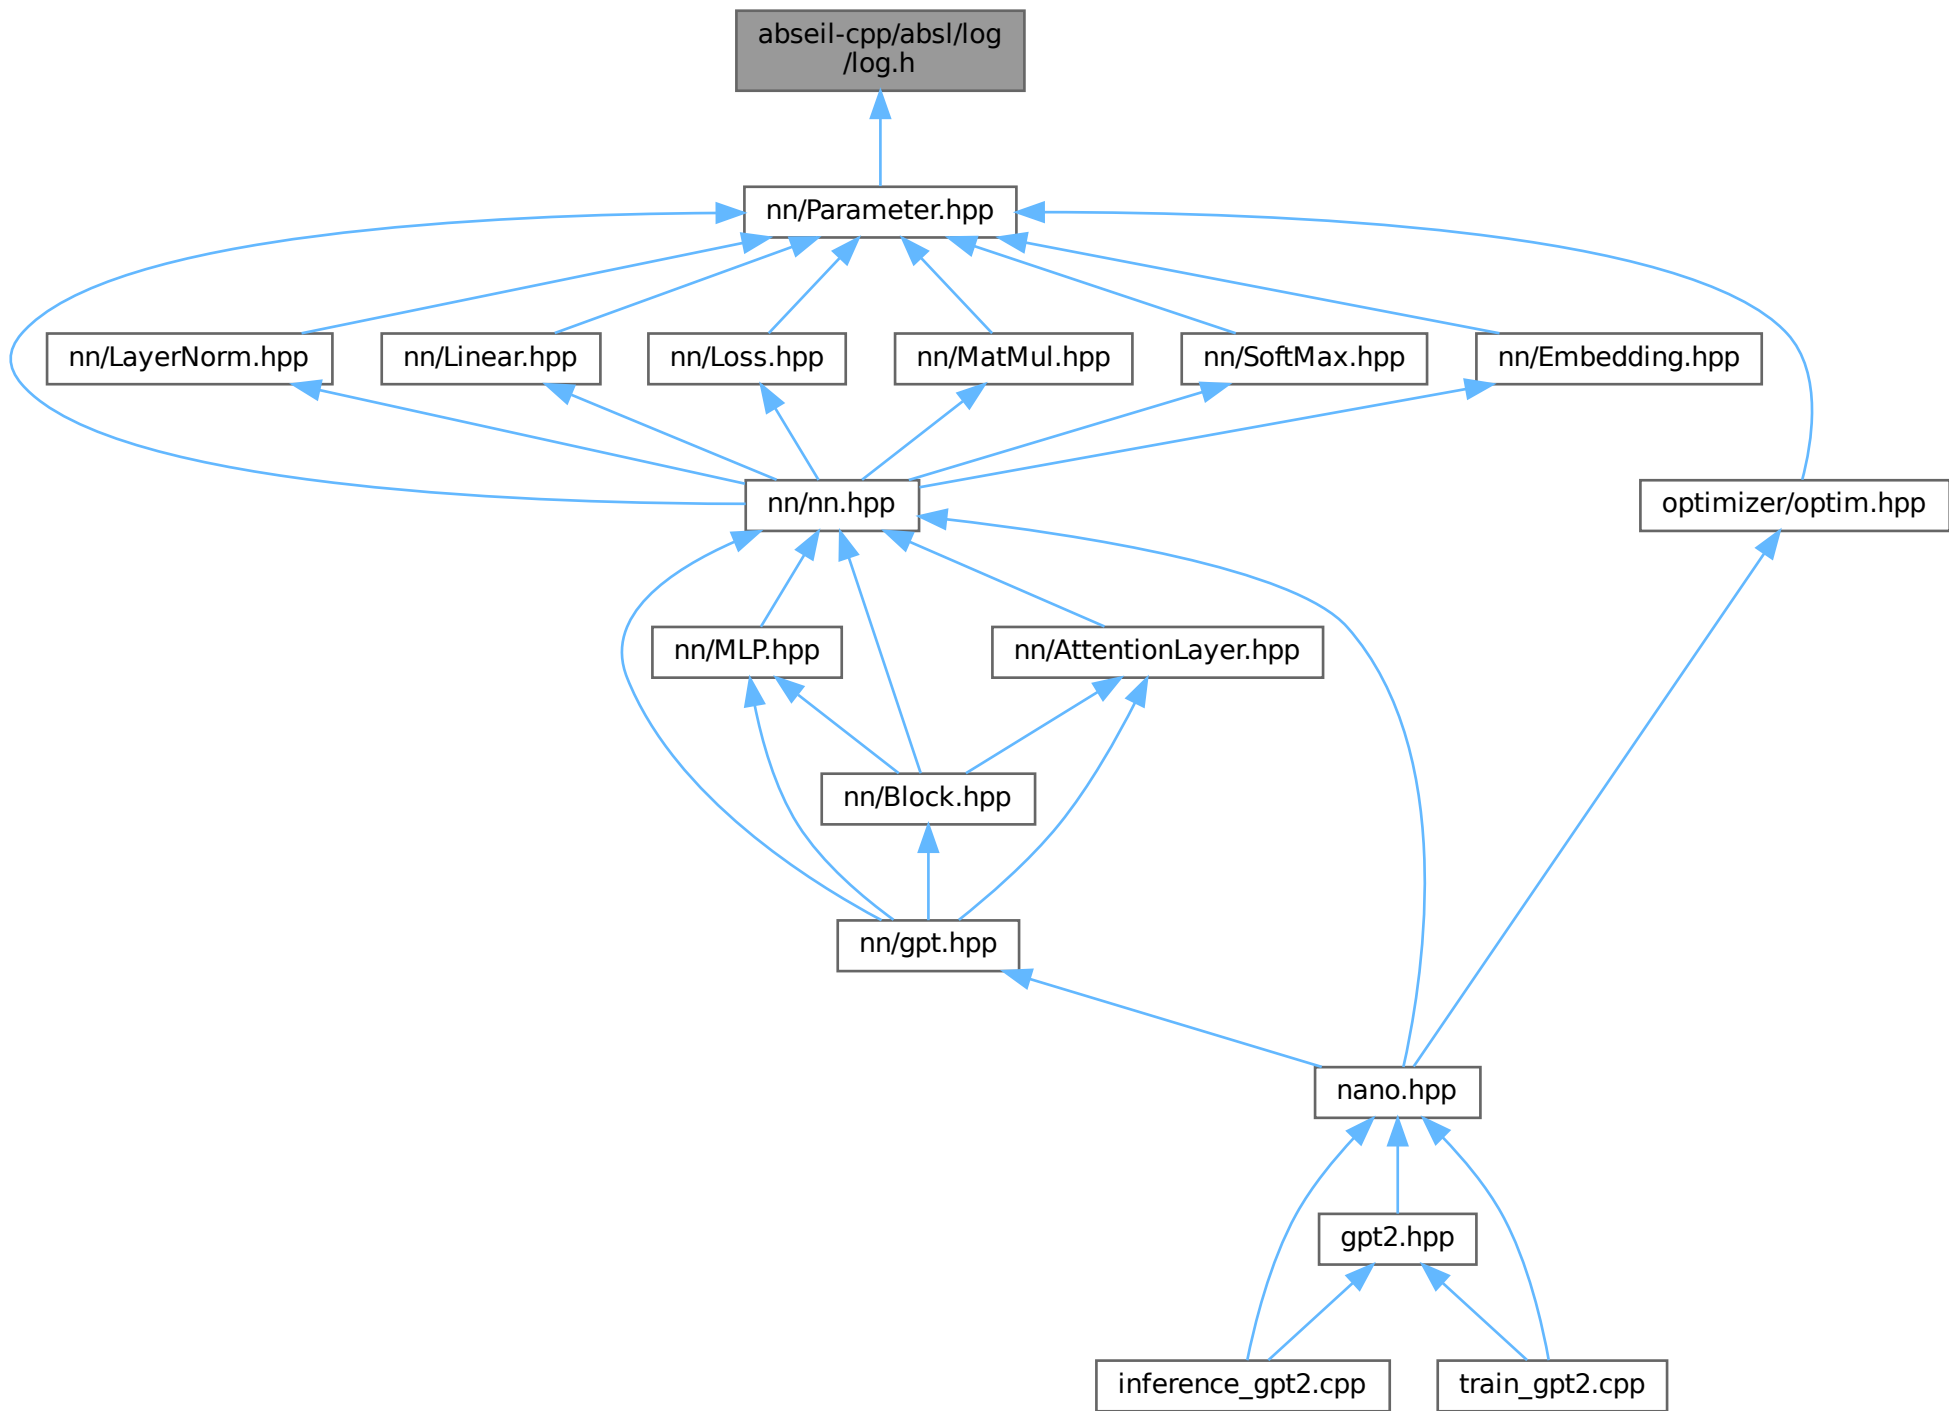 abseil-cpp/absl/log
/log.h
nn/Parameter.hpp
nn/LayerNorm.hpp
nn/Linear.hpp
nn/Loss.hpp
nn/MatMul.hpp
nn/SoftMax.hpp
nn/Embedding.hpp
nn/nn.hpp
optimizer/optim.hpp
nn/MLP.hpp
nn/AttentionLayer.hpp
nn/Block.hpp
nn/gpt.hpp
nano.hpp
gpt2.hpp
inference_gpt2.cpp
train_gpt2.cpp